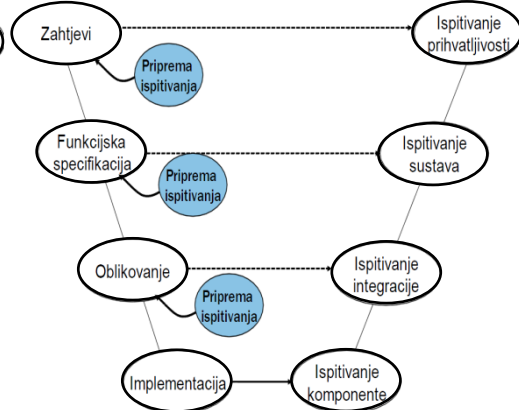 Zahtjevi
Ispitivanje
prihvatljivosti
Priprema
ispitivanja
Funkcijska
specifikacija
Ispitivanje
sustava
Priprema
ispitivanja
Oblikovanje
Ispitivanje
integracije
Priprema
ispitivanja
Implementacija
Ispitivanje
komponente